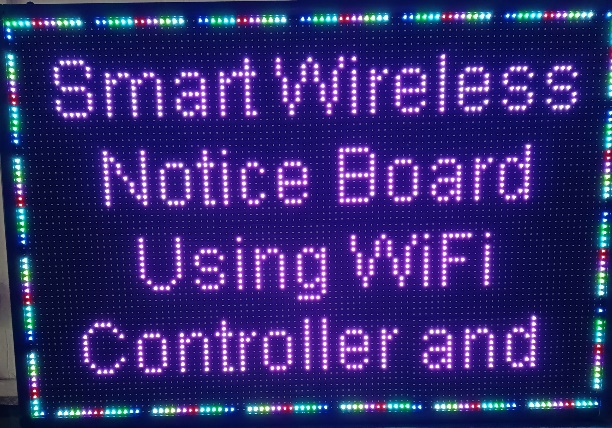 Smart Wireless
Notice Board
Using WiFi
Controller and